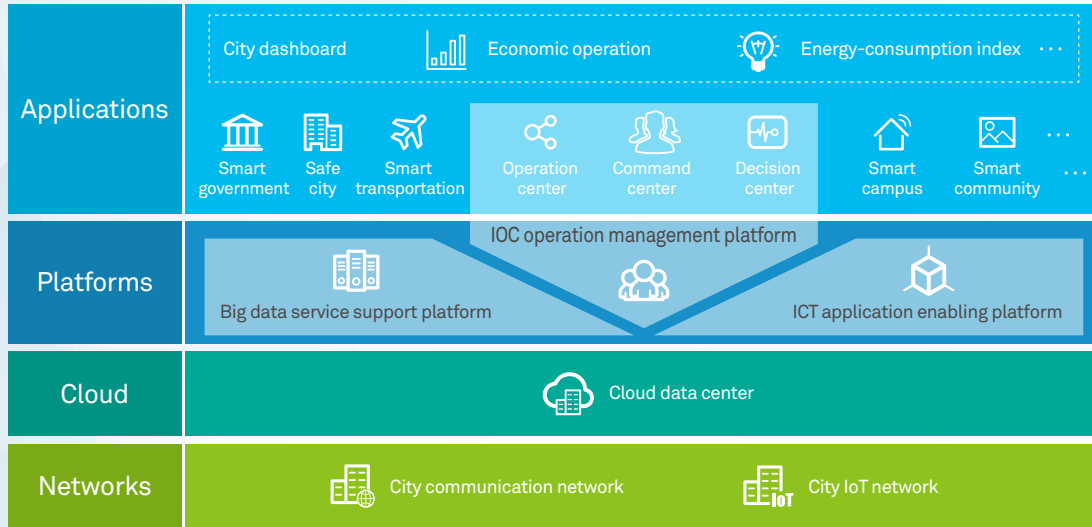 Applications
City dashboard
Economic operation
Energy-consumption index ...
Smart
government
Safe
city
Smart
transportation
Operation
center
Command
center
Decision
center
Smart
campus
Smart
community
...
...
Platforms
IOC operation management platform
Big data service support platform
ICT application enabling platform
Cloud
Cloud data center
Networks
City communication network
IoT
City IoT network